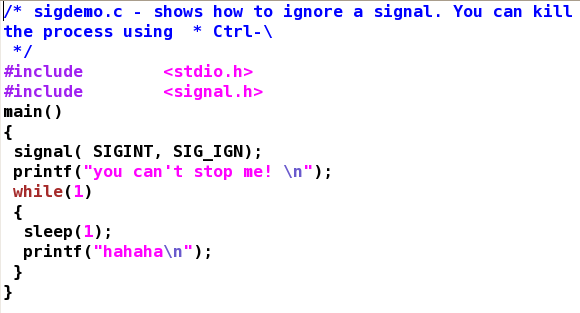 /* sigdemo.c - shows how to ignore a signal. You can kill
the process using  * Ctrl-\
 */
#include        <stdio.h>
#include        <signal.h>
main()
{
 signal( SIGINT, SIG_IGN);
 printf("you can't stop me! \n");
 while(1)
 {
  sleep(1);
  printf("hahaha\n");
 }
}